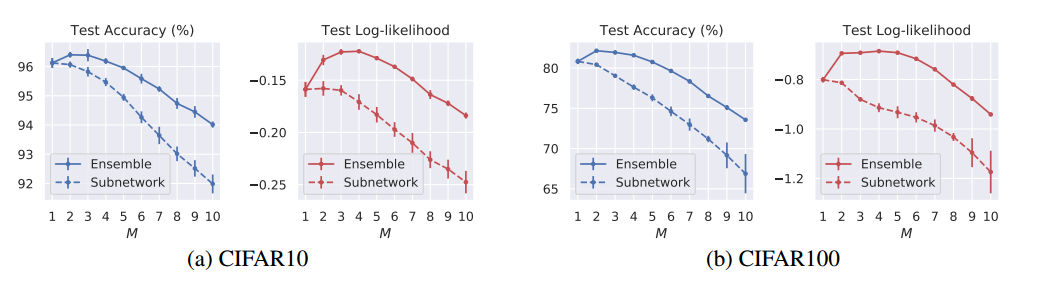 Test Accuracy (%)
96
95
94
93
92
Ensemble
Subnetwork
1 2 3 4 5 6 7 8 9 10
M
Test Log-likelihood
−0.15
−0.20
−0.25
Ensemble
Subnetwork
1 2 3 4 5 6 7 8 9 10
M
(a) CIFAR10
Test Accuracy (%)
80
75
70
65
Ensemble
Subnetwork
1 2 3 4 5 6 7 8 9 10
M
Test Log-likelihood
−0.8
−1.0
−1.2
Ensemble
Subnetwork
1 2 3 4 5 6 7 8 9 10
M
(b) CIFAR100